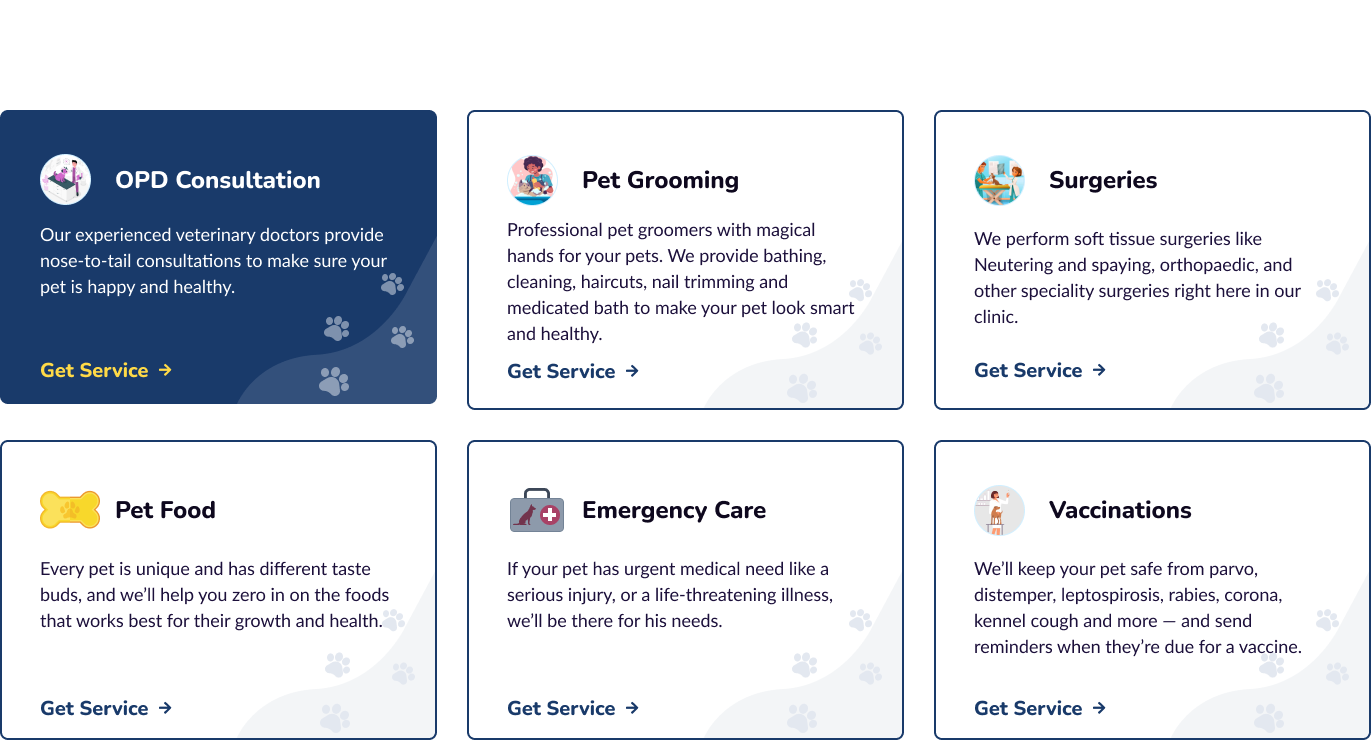 OPD Consultation
Our experienced veterinary doctors provide
nose-to-tail consultations to make sure your
pet is happy and healthy.
Get Service
Pet Grooming
Professional pet groomers with magical
hands for your pets. We provide bathing,
cleaning, haircuts, nail trimming and
medicated bath to make your pet look smart
and healthy.
Get Service
Surgeries
We perform soft tissue surgeries like
Neutering and spaying, orthopaedic, and
other speciality surgeries right here in our
clinic.
Get Service
Pet Food
Every pet is unique and has different taste
buds, and we’ll help you zero in on the foods
that works best for their growth and health.
Get Service
Emergency Care
If your pet has urgent medical need like a
serious injury, or a life-threatening illness,
we’ll be there for his needs.
Get Service
Vaccinations
We’ll keep your pet safe from parvo,
distemper, leptospirosis, rabies, corona,
kennel cough and more — and send
reminders when they’re due for a vaccine.
Get Service